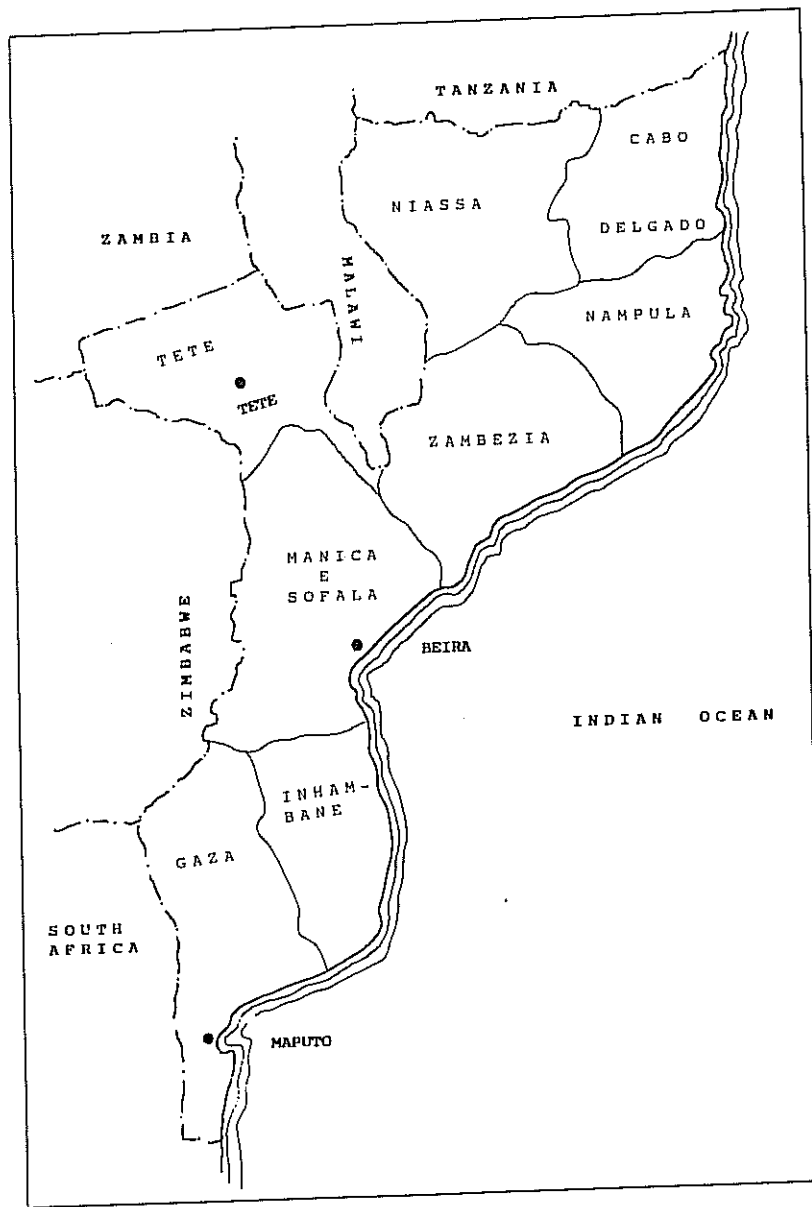 TANZANIA
CABO
NIASSA
DELGADO
ZAMBIA
MALAWI
NAMPULA
TETE
TETE
ZAMBEZIA
MANICA
E
SOFALA
ZIMBABWE
BEIRA
INDIAN OCEAN
INHAM-
BANE
GAZA
SOUTH
AFRICA
MAPUTO